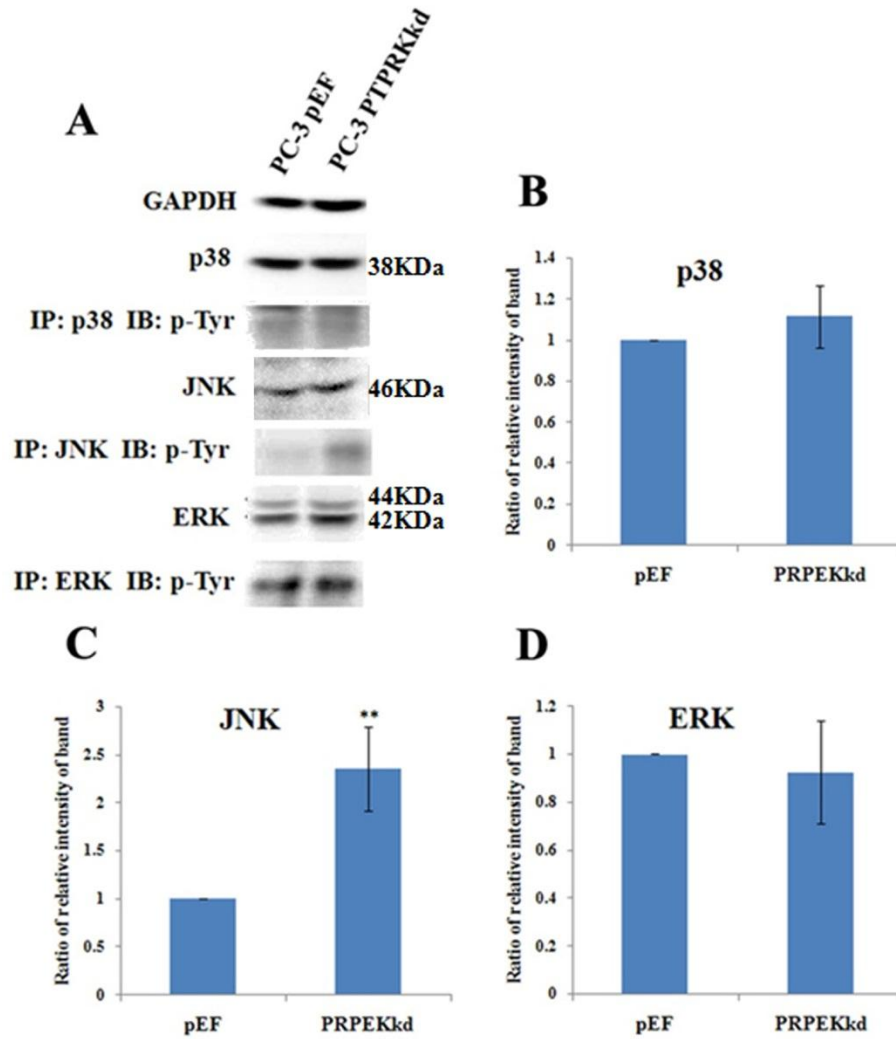 A
PC-3 pEF
PC-3 PTPRKkd
GAPDH
p38
38KDa
IP: p38 IB: p-Tyr
JNK
46KDa
IP: JNK IB: p-Tyr
ERK
44KDa
42KDa
IP: ERK IB: p-Tyr
B
p38
Ratio of relative intensity of band
1.4
1.2
1
0.8
0.6
0.4
0.2
0
pEF
PRPEKkd
C
JNK
**
Ratio of relative intensity of band
3
2.5
2
1.5
1
0.5
0
pEF
PRPEKkd
D
ERK
Ratio of relative intensity of band
1.2
1
0.8
0.6
0.4
0.2
0
pEF
PRPEKkd